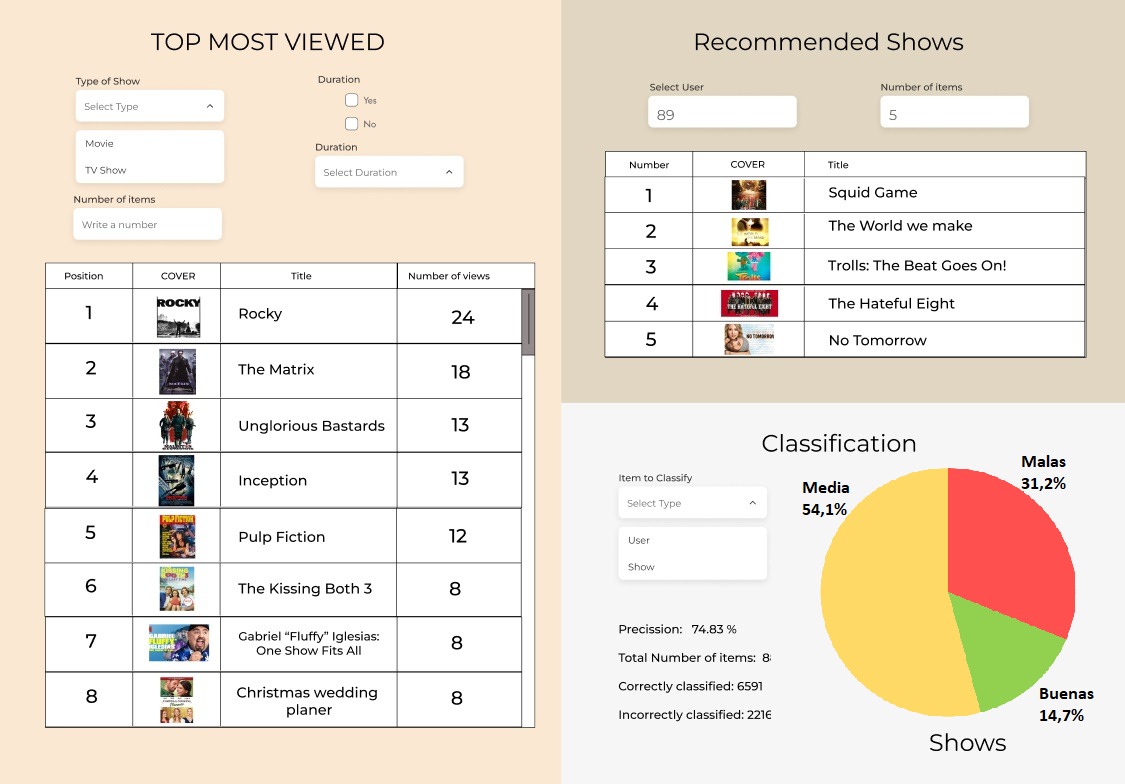 TOP MOST VIEWED
Type of Show
Select Type
Movie
TV Show
Number of items
Write a number
Duration
Yes
No
Duration
Select Duration
Position COVER Title Number of views
1 ROCKY Rocky 24
2 The Matrix 18
3 Unglorious Bastards 13
4 Inception 13
5 PULP FICTION Pulp Fiction 12
6 The Kissing Both 3 8
7 GABRIEL FLUFFY IGLESIAS Gabriel “Fluffy” Iglesias:
One Show Fits All 8
8 Christmas wedding
planer 8
Recommended Shows
Select User
89
Number of items
5
Number COVER Title
1 Squid Game
2 The World we make
3 Trolls: The Beat Goes On!
4 THE HATEFUL EIGHT The Hateful Eight
5 NO TOMORROW No Tomorrow
Classification
Item to Classify
Select Type
User
Show
Precission: 74.83 %
Total Number of items: 8
Correctly classified: 6591
Incorrectly classified: 2216
Media
54,1%
Malas
31,2%
Buenas
14,7%
Shows